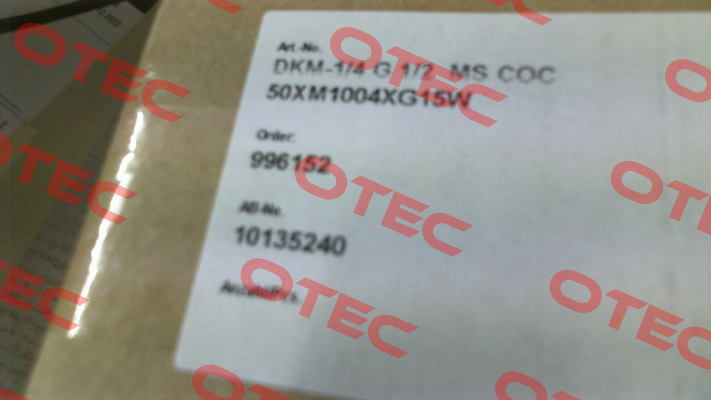 Art.-No.
DKM-1/4 G 1/2 MS COC
50XM1004XG15W
Order:
996152
AB-No.
10135240
OTEC
OTEC
OTEC
OTEC
OTEC
OTEC
OTEC